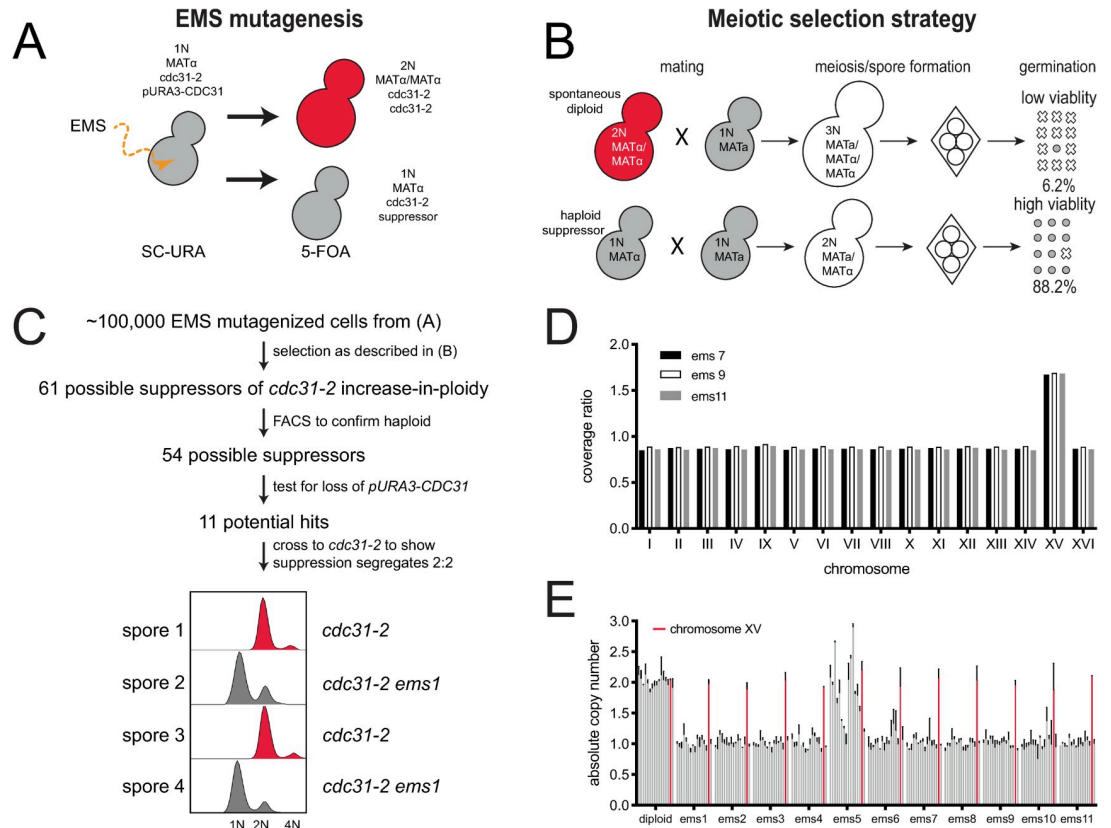 EMS mutagenesis
A
1N
MATα
cdc31-2
pURA3-CDC31
2N
MATα/MATα
cdc31-2
cdc31-2
EMS
1N
MATα
cdc31-2
suppressor
SC-URA
5-FOA
Meiotic selection strategy
B
mating
meiosis/spore formation
germination
spontaneous
diploid
2N
MATα/
MATα
X
1N
MATa
3N
MATa/
MATα/
MATα
low viablity
6.2%
haploid
suppressor
1N
MATα
X
1N
MATa
2N
MATa/
MATα
high viablity
88.2%
C
~100,000 EMS mutagenized cells from (A)
selection as described in (B)
61 possible suppressors of cdc31-2 increase-in-ploidy
FACS to confirm haploid
54 possible suppressors
test for loss of pURA3-CDC31
11 potential hits
cross to cdc31-2 to show
suppression segregates 2:2
spore 1
cdc31-2
spore 2
cdc31-2 ems1
spore 3
cdc31-2
spore 4
cdc31-2 ems1
1N 2N 4N
D
2.0
1.5
1.0
0.5
0.0
coverage ratio
ems 7
ems 9
ems11
I II III IV IX V VI VII VIII X XI XII XIII XIV XV XVI
chromosome
E
3.0
2.5
2.0
1.5
1.0
0.5
0.0
absolute copy number
chromosome XV
diploid ems1 ems2 ems3 ems4 ems5 ems6 ems7 ems8 ems9 ems10 ems11